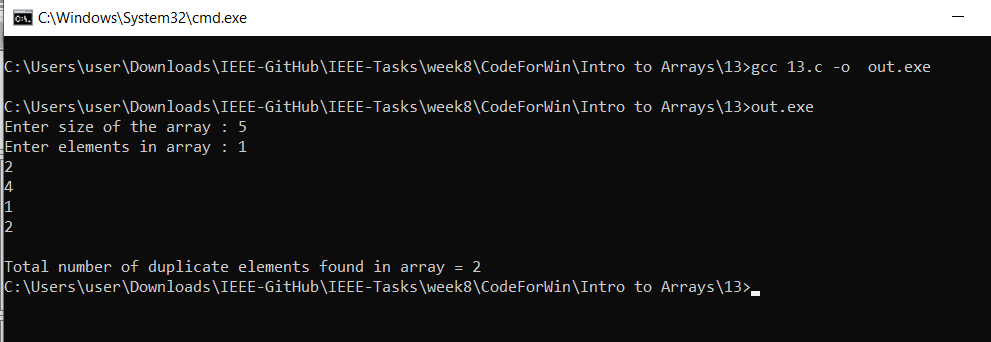 C:\Windows\System32\cmd.exe
C:\Users\user\Downloads\IEEE-GitHub\IEEE-Tasks\week8\CodeForWin\Intro to Arrays\13>gcc 13.c -o  out.exe
C:\Users\user\Downloads\IEEE-GitHub\IEEE-Tasks\week8\CodeForWin\Intro to Arrays\13>out.exe
Enter size of the array : 5
Enter elements in array : 1
2
4
1
2
Total number of duplicate elements found in array = 2
C:\Users\user\Downloads\IEEE-GitHub\IEEE-Tasks\week8\CodeForWin\Intro to Arrays\13>